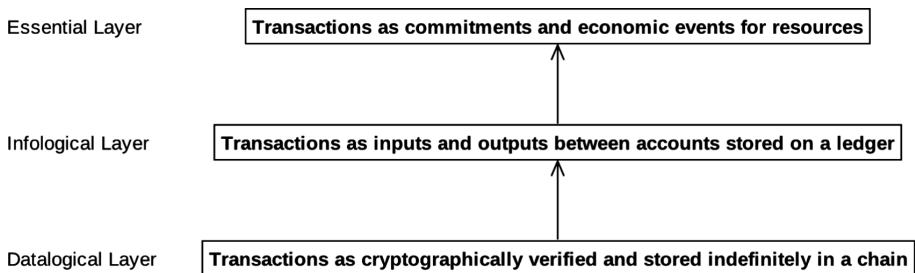 Essential Layer
Transactions as commitments and economic events for resources
Infological Layer
Transactions as inputs and outputs between accounts stored on a ledger
Datalogical Layer
Transactions as cryptographically verified and stored indefinitely in a chain